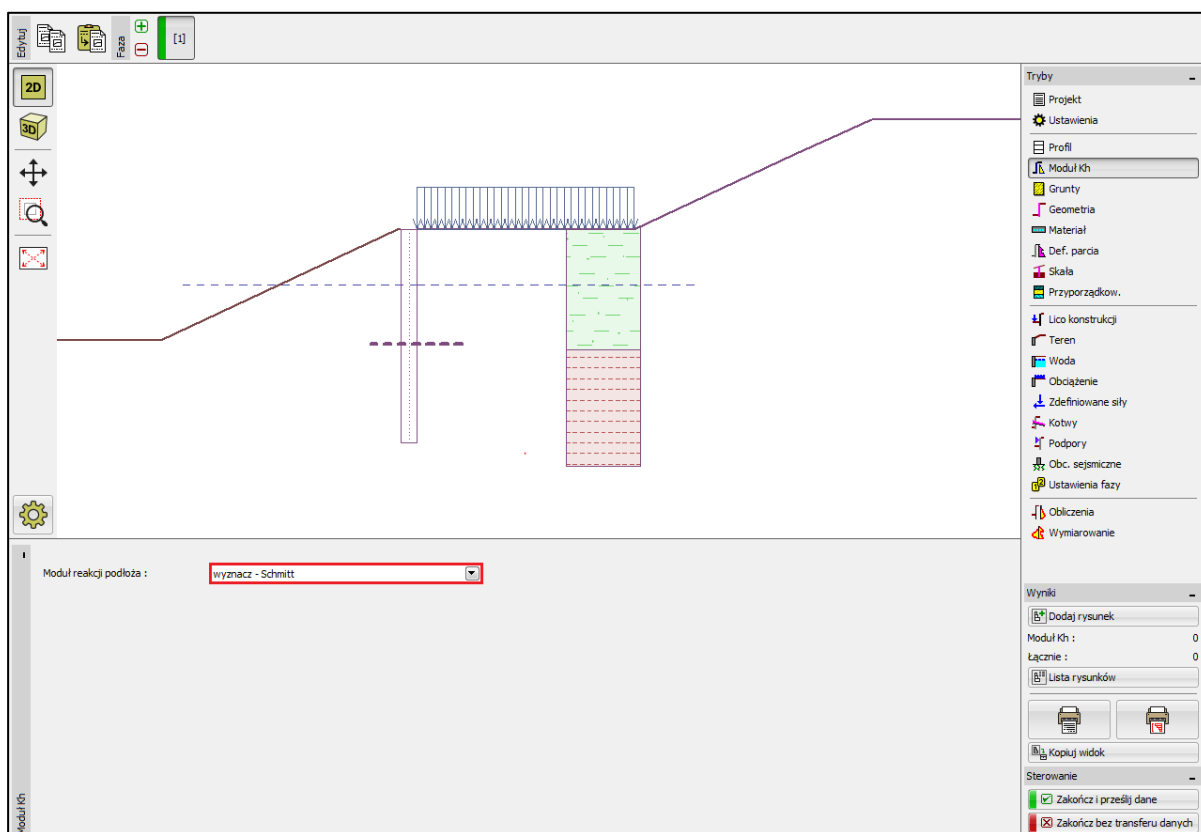 Edytuj
Faza
[1]
2D
3D
Tryby
Projekt
Ustawienia
Profil
Moduł Kh
Grunty
Geometria
Materiał
Def. parcia
Skała
Przyporządkow.
Lico konstrukcji
Teren
Woda
Obciążenie
Zdefiniowane siły
Kotwy
Podpory
Obc. sejsmiczne
Ustawienia fazy
Obliczenia
Wymiarowanie
Moduł reakcji podłoża :
wyznacz - Schmitt
Moduł Kh
Wyniki
Dodaj rysunek
Moduł Kh : 0
Łącznie : 0
Lista rysunków
Kopiuj widok
Sterowanie
Zakończ i prześlij dane
Zakończ bez transferu danych